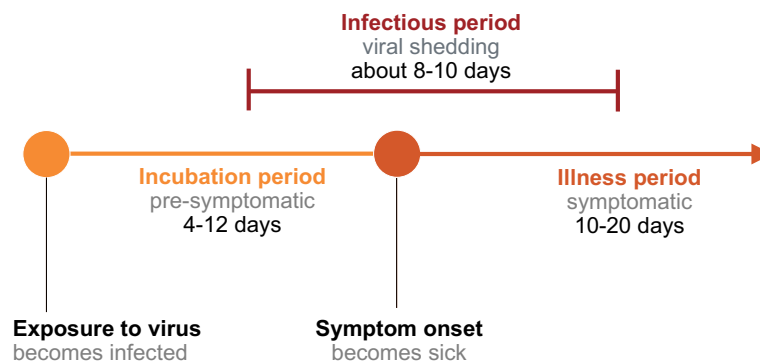 Infectious period
viral shedding
about 8-10 days
Incubation period
pre-symptomatic
4-12 days
Illness period
symptomatic
10-20 days
Exposure to virus
becomes infected
Symptom onset
becomes sick